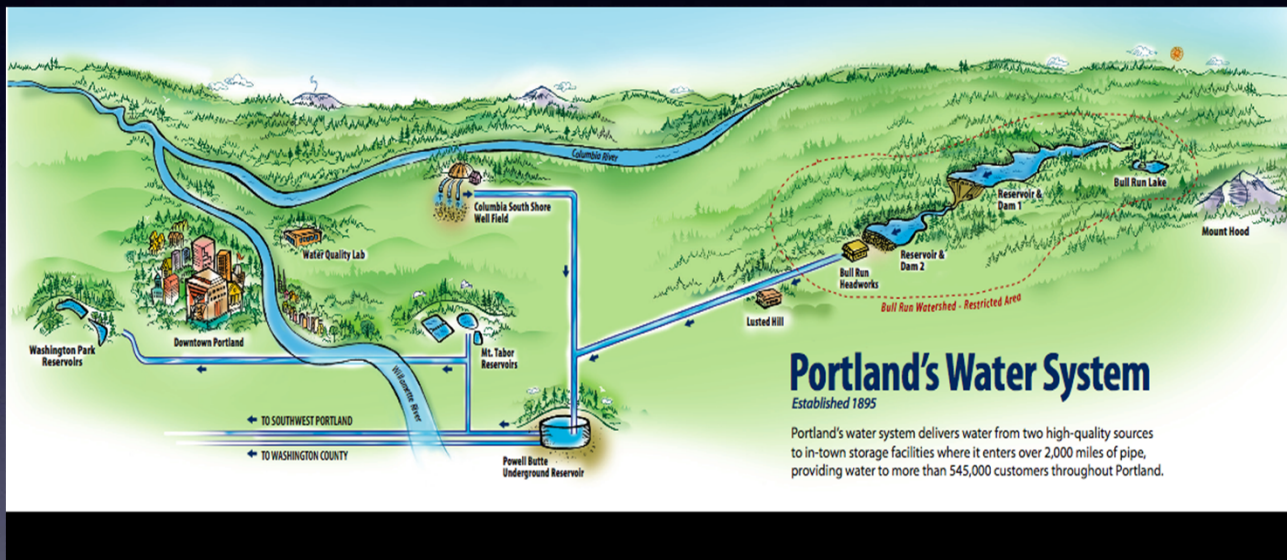 Columbia River
Columbia South Shore
Well Field
Water Quality Lab
Bull Run Lake
Reservoir &
Dam 1
Mount Hood
Reservoir &
Dam 2
Bull Run
Headworks
Bull Run Watershed - Restricted Area
Lusted Hill
Washington Park
Reservoirs
Downtown Portland
Mt. Tabor
Reservoirs
Willamette River
TO SOUTHWEST PORTLAND
TO WASHINGTON COUNTY
Powell Butte
Underground Reservoir
Portland's Water System
Established 1895
Portland's water system delivers water from two high-quality sources
to in-town storage facilities where it enters over 2,000 miles of pipe,
providing water to more than 545,000 customers throughout Portland.